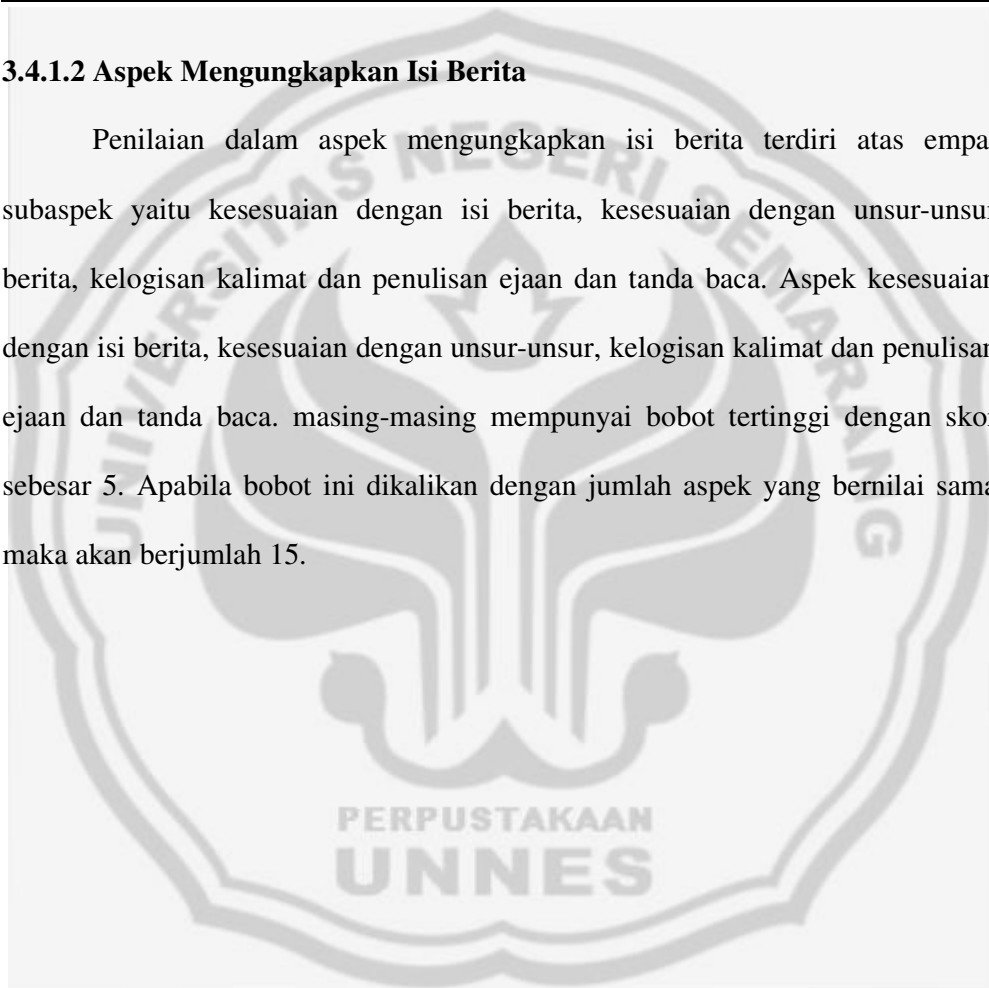 3.4.1.2 Aspek Mengungkapkan Isi Berita
Penilaian dalam aspek mengungkapkan isi berita terdiri atas empa
subaspek yaitu kesesuaian dengan isi berita, kesesuaian dengan unsur-unsur
berita, kelogisan kalimat dan penulisan ejaan dan tanda baca. Aspek kesesuaian
dengan isi berita, kesesuaian dengan unsur-unsur, kelogisan kalimat dan penulisan
ejaan dan tanda baca. masing-masing mempunyai bobot tertinggi dengan skor
sebesar 5. Apabila bobot ini dikalikan dengan jumlah aspek yang bernilai sama
maka akan berjumlah 15.
UNIVERSITAS NEGERI SEMARANG
PERPUSTAKAAN
UNNES